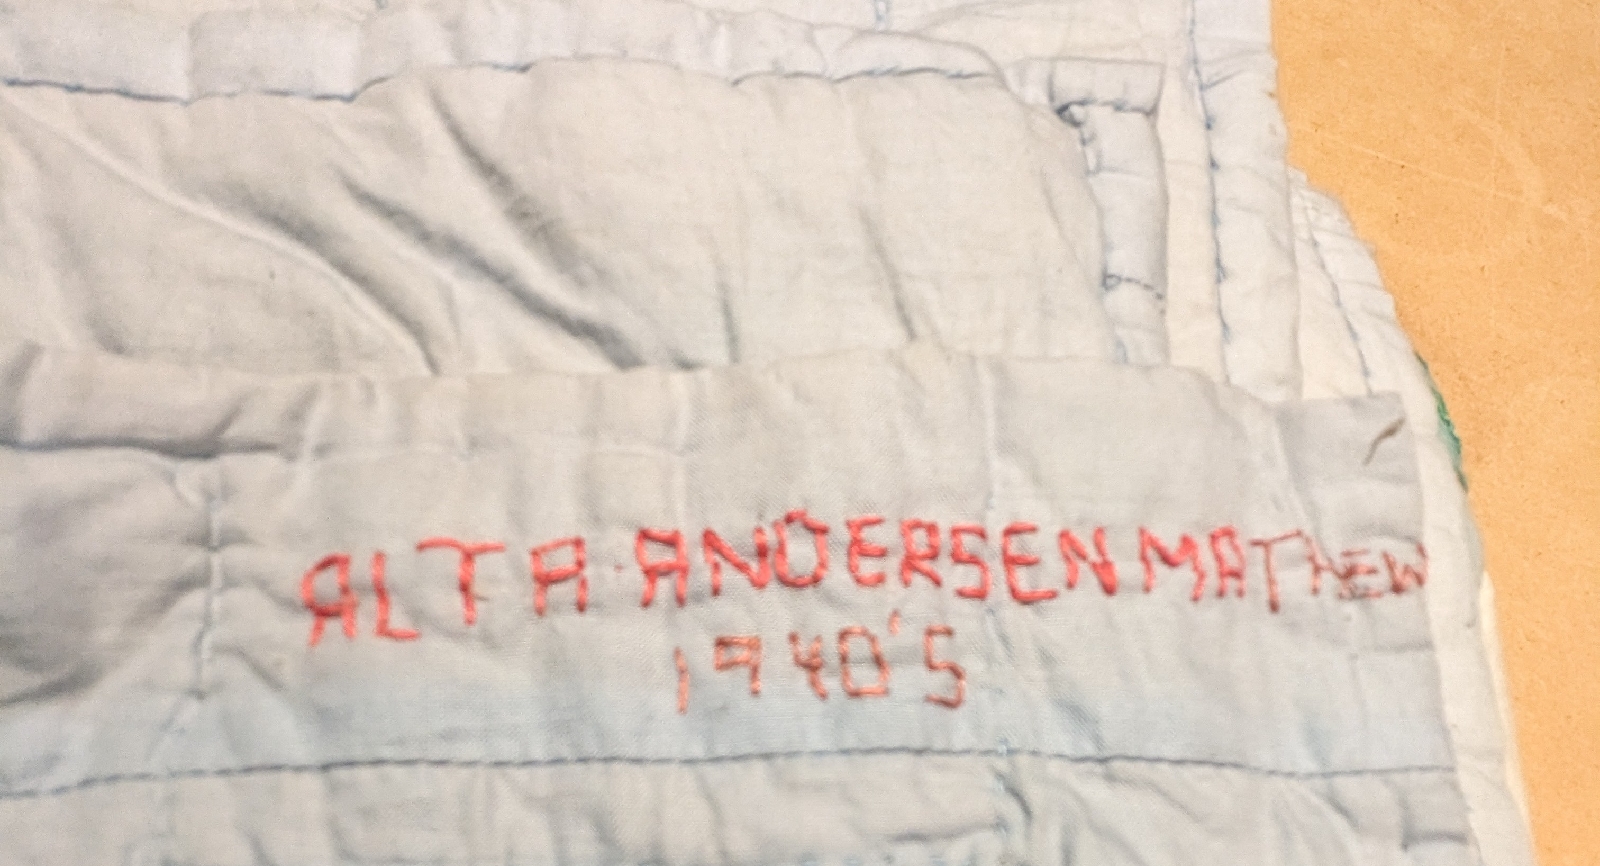 ALTA ANDERSEN MATHEW
1940'S